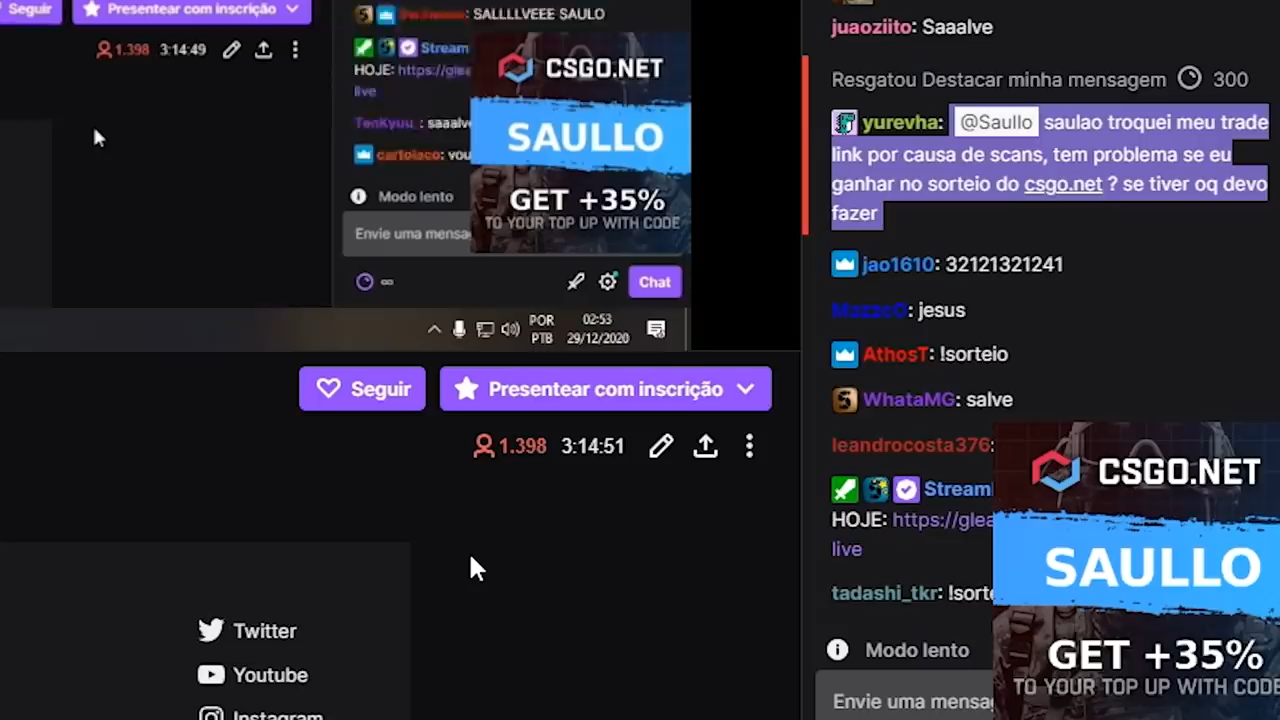 Seguir
Presentear com inscrição
1.398 3:14:49
SALLLLVEEE SAULO
Stream
HOJE: https://glea
live
CSGO.NET
SAULLO
GET +35%
TO YOUR TOP UP WITH CODE
TenKyuu_: saaalve
cartolaco: vou
Modo lento
Envie uma mensa
Chat
POR
PTB
02:53
29/12/2020
Seguir
Presentear com inscrição
1.398 3:14:51
Twitter
Youtube
Instagram
juaoziito: Saaalve
Resgatou Destacar minha mensagem 300
yurevha: @Saullo saulao troquei meu trade
link por causa de scans, tem problema se eu
ganhar no sorteio do csgo.net ? se tiver oq devo
fazer
jao1610: 32121321241
MazzcO: jesus
AthosT: !sorteio
WhataMG: salve
leandrocosta376:
Streaml
HOJE: https://glea
live
tadashi_tkr: !sorte
Modo lento
Envie uma mensag
CSGO.NET
SAULLO
GET +35%
TO YOUR TOP UP WITH CODE